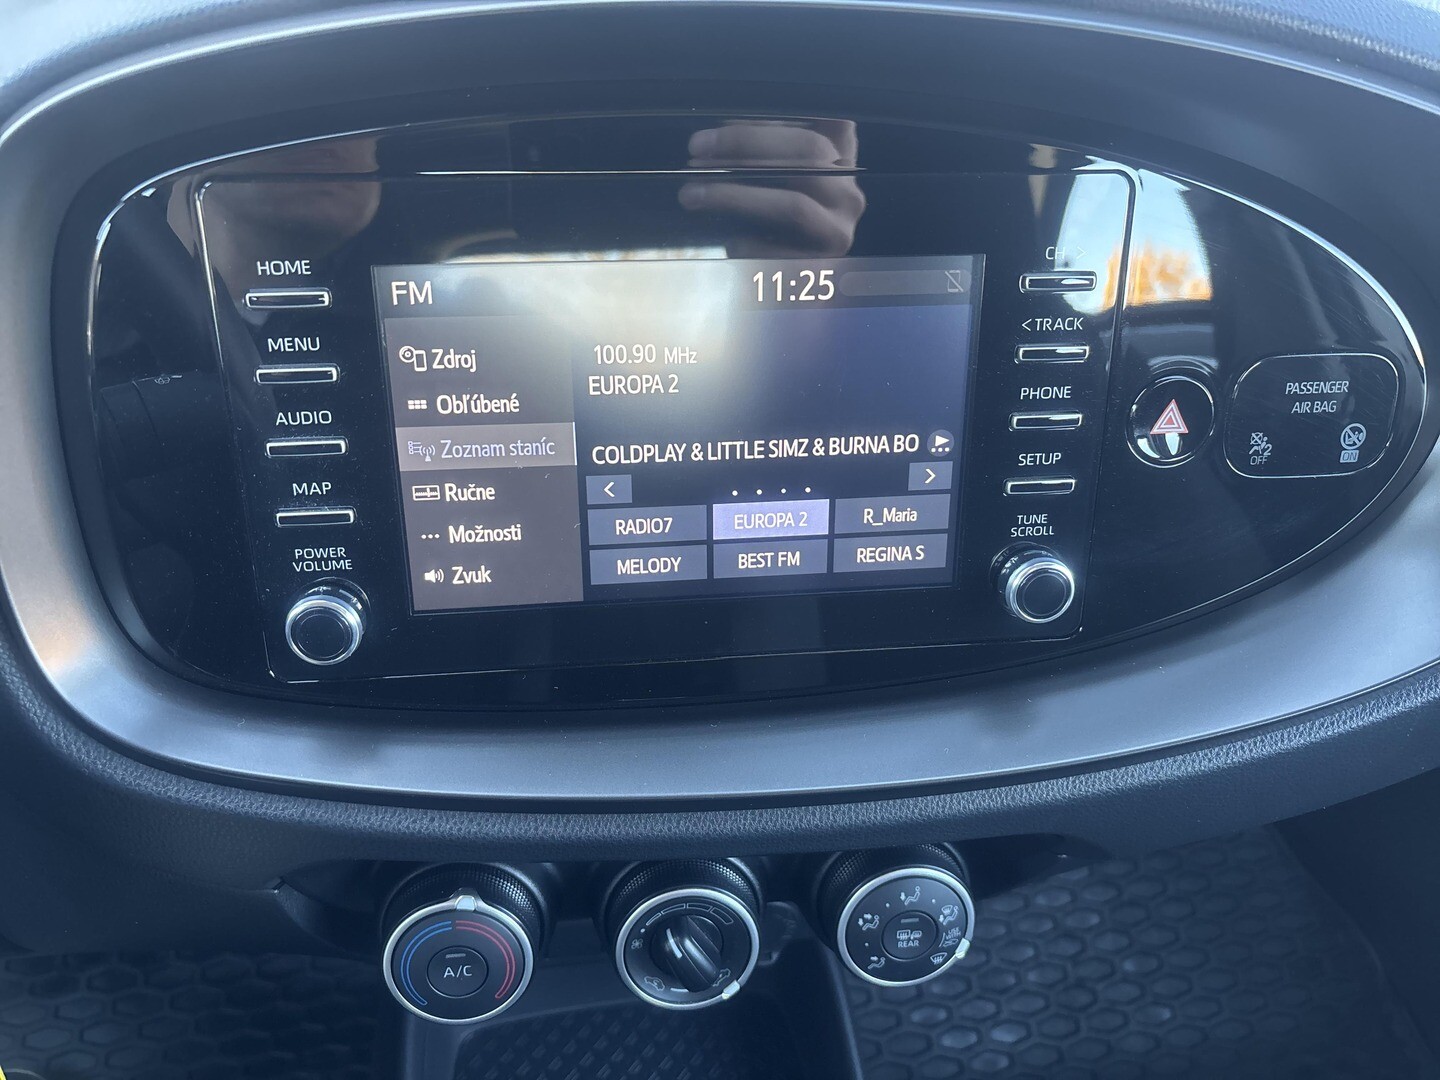 HOME
MENU
AUDIO
MAP
POWER
VOLUME
FM
11:25
Zdroj
Obľúbené
Zoznam staníc
Ručne
Možnosti
Zvuk
100.90 MHz
EUROPA 2
COLDPLAY & LITTLE SIMZ & BURNA BO
<
>
RADIO7
EUROPA 2
R_Maria
MELODY
BEST FM
REGINA S
CH >
< TRACK
PHONE
SETUP
TUNE
SCROLL
PASSENGER
AIR BAG
OFF
2
ON
A/C
REAR